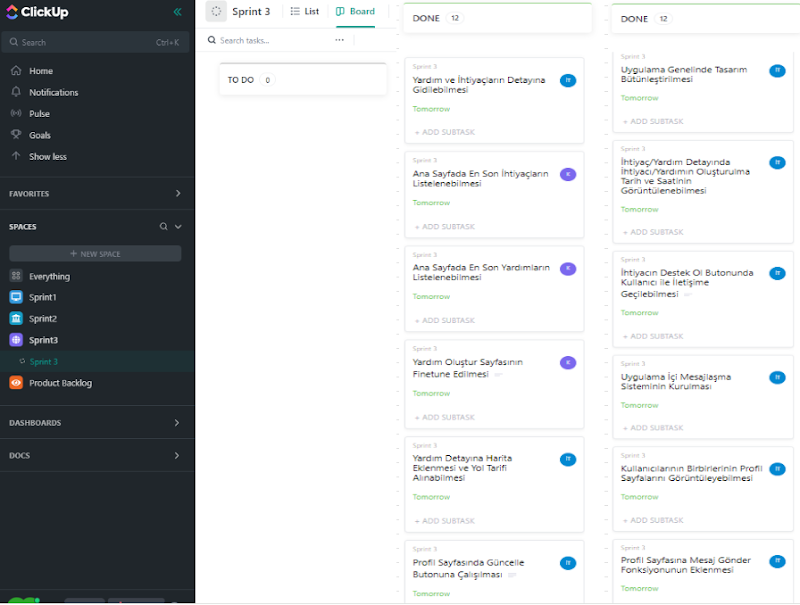 ClickUp
Search Ctrl+K
Home
Notifications
Pulse
Goals
Show less
FAVORITES
SPACES
+ NEW SPACE
Everything
Sprint1
Sprint2
Sprint3
Sprint 3
Product Backlog
DASHBOARDS
DOCS
Sprint 3 List Board
Search tasks...
TO DO 0
DONE 12
Sprint 3
Yardım ve İhtiyaçların Detayına
Gidilebilmesi
Tomorrow
+ ADD SUBTASK
Sprint 3
Ana Sayfada En Son İhtiyaçların
Listelenebilmesi
K
Tomorrow
+ ADD SUBTASK
Sprint 3
Ana Sayfada En Son Yardımların
Listelenebilmesi
K
Tomorrow
+ ADD SUBTASK
Sprint 3
Yardım Oluştur Sayfasının
Finetune Edilmesi
K
Tomorrow
+ ADD SUBTASK
Sprint 3
Yardım Detayına Harita
Eklenmesi ve Yol Tarifi
Alınabilmesi
Tomorrow
+ ADD SUBTASK
Sprint 3
Profil Sayfasında Güncelle
Butonuna Çalışılması
Tomorrow
DONE 12
Sprint 3
Uygulama Genelinde Tasarım
Bütünleştirilmesi
Tomorrow
+ ADD SUBTASK
Sprint 3
İhtiyaç/Yardım Detayında
İhtiyacı/Yardımın Oluşturulma
Tarih ve Saatinin
Görüntülenebilmesi
Tomorrow
+ ADD SUBTASK
Sprint 3
İhtiyacın Destek Ol Butonunda
Kullanıcı ile İletişime
Geçilebilmesi
Tomorrow
+ ADD SUBTASK
Sprint 3
Uygulama İçi Mesajlaşma
Sisteminin Kurulması
Tomorrow
+ ADD SUBTASK
Sprint 3
Kullanıcılarının Birbirlerinin Profil
Sayfalarını Görüntüleyebilmesi
Tomorrow
+ ADD SUBTASK
Sprint 3
Profil Sayfasına Mesaj Gönder
Fonksiyonunun Eklenmesi
Tomorrow